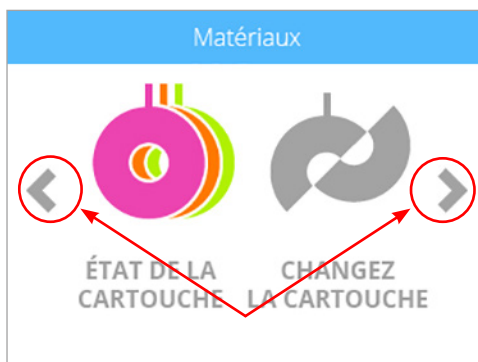 Matériaux
ÉTAT DE LA
CARTOUCHE
CHANGEZ
LA CARTOUCHE